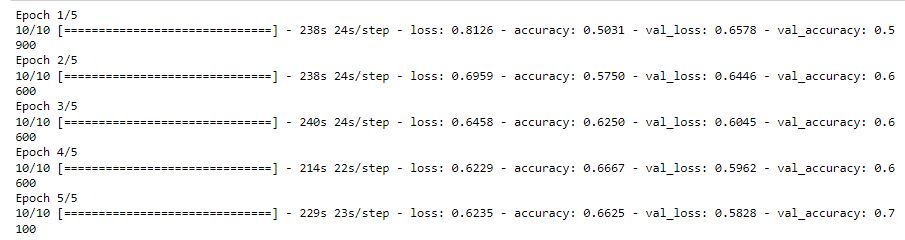 Epoch 1/5
10/10 [==============================] - 238s 24s/step - loss: 0.8126 - accuracy: 0.5031 - val_loss: 0.6578 - val_accuracy: 0.5
900
Epoch 2/5
10/10 [==============================] - 238s 24s/step - loss: 0.6959 - accuracy: 0.5750 - val_loss: 0.6446 - val_accuracy: 0.6
600
Epoch 3/5
10/10 [==============================] - 240s 24s/step - loss: 0.6458 - accuracy: 0.6250 - val_loss: 0.6045 - val_accuracy: 0.6
600
Epoch 4/5
10/10 [==============================] - 214s 22s/step - loss: 0.6229 - accuracy: 0.6667 - val_loss: 0.5962 - val_accuracy: 0.6
600
Epoch 5/5
10/10 [==============================] - 229s 23s/step - loss: 0.6235 - accuracy: 0.6625 - val_loss: 0.5828 - val_accuracy: 0.7
100